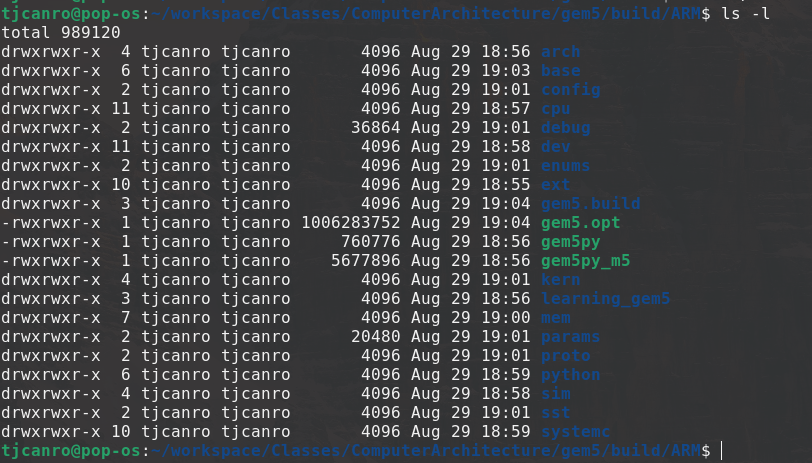 tjcanro@pop-os:~/workspace/Classes/ComputerArchitecture/gem5/build/ARM$ ls -l
total 989120
drwxrwxr-x  4 tjcanro tjcanro       4096 Aug 29 18:56 arch
drwxrwxr-x  6 tjcanro tjcanro       4096 Aug 29 19:03 base
drwxrwxr-x  2 tjcanro tjcanro       4096 Aug 29 19:01 config
drwxrwxr-x 11 tjcanro tjcanro       4096 Aug 29 18:57 cpu
drwxrwxr-x  2 tjcanro tjcanro      36864 Aug 29 19:01 debug
drwxrwxr-x 11 tjcanro tjcanro       4096 Aug 29 18:58 dev
drwxrwxr-x  2 tjcanro tjcanro       4096 Aug 29 19:01 enums
drwxrwxr-x 10 tjcanro tjcanro       4096 Aug 29 18:55 ext
drwxrwxr-x  3 tjcanro tjcanro       4096 Aug 29 19:04 gem5.build
-rwxrwxr-x  1 tjcanro tjcanro 1006283752 Aug 29 19:04 gem5.opt
-rwxrwxr-x  1 tjcanro tjcanro     760776 Aug 29 18:56 gem5py
-rwxrwxr-x  1 tjcanro tjcanro    5677896 Aug 29 18:56 gem5py_m5
drwxrwxr-x  4 tjcanro tjcanro       4096 Aug 29 19:01 kern
drwxrwxr-x  3 tjcanro tjcanro       4096 Aug 29 18:56 learning_gem5
drwxrwxr-x  7 tjcanro tjcanro       4096 Aug 29 19:00 mem
drwxrwxr-x  2 tjcanro tjcanro      20480 Aug 29 19:01 params
drwxrwxr-x  2 tjcanro tjcanro       4096 Aug 29 19:01 proto
drwxrwxr-x  6 tjcanro tjcanro       4096 Aug 29 18:59 python
drwxrwxr-x  4 tjcanro tjcanro       4096 Aug 29 18:58 sim
drwxrwxr-x  2 tjcanro tjcanro       4096 Aug 29 19:01 sst
drwxrwxr-x 10 tjcanro tjcanro       4096 Aug 29 18:59 systemc
tjcanro@pop-os:~/workspace/Classes/ComputerArchitecture/gem5/build/ARM$